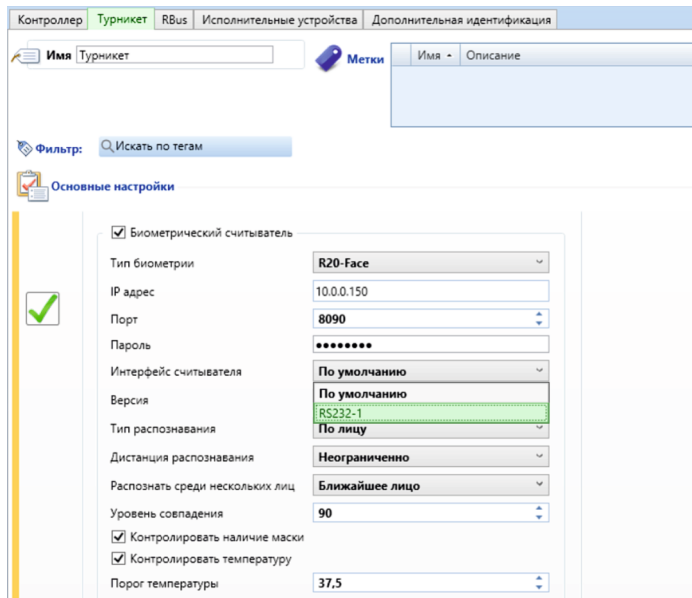 Контроллер Турникет RBus Исполнительные устройства Дополнительная идентификация
Имя Турникет Метки Имя Описание
Фильтр: Искать по тегам
Основные настройки
Биометрический считыватель
Тип биометрии R20-Face
IP адрес 10.0.0.150
Порт 8090
Пароль ●●●●●●●●
Интерфейс считывателя По умолчанию
По умолчанию
Версия
RS232-1
Тип распознавания По лицу
Дистанция распознавания Неограниченно
Распознать среди нескольких лиц Ближайшее лицо
Уровень совпадения 90
Контролировать наличие маски
Контролировать температуру
Порог температуры 37,5